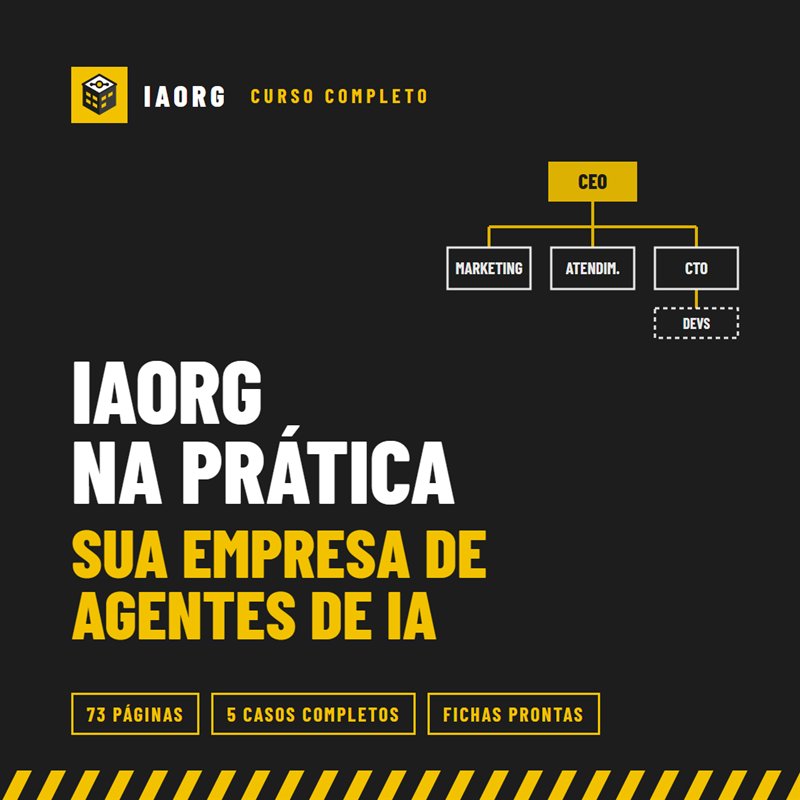 IAORG CURSO COMPLETO
CEO
MARKETING ATENDIM. CTO
DEVS
IAORG
NA PRÁTICA
SUA EMPRESA DE
AGENTES DE IA
73 PÁGINAS 5 CASOS COMPLETOS FICHAS PRONTAS